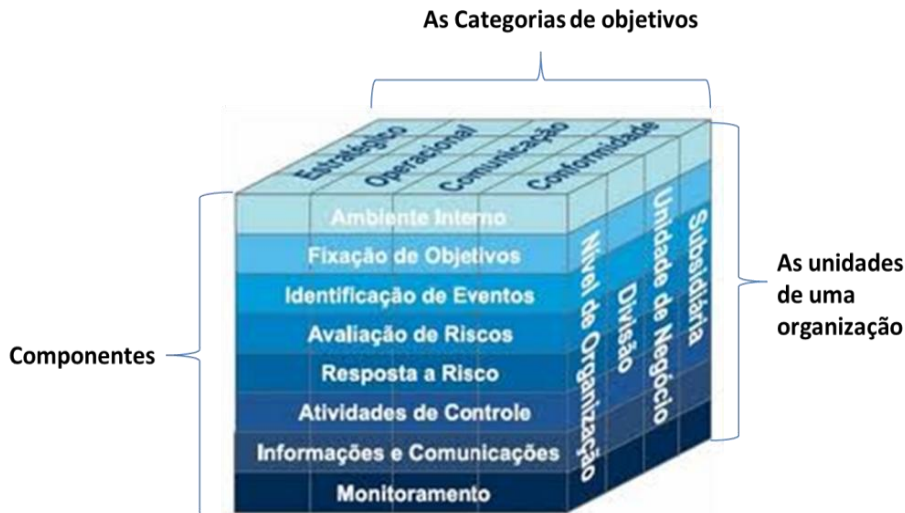 As Categorias de objetivos
Estratégico
Operacional
Comunicação
Conformidade
Componentes
Ambiente Interno
Fixação de Objetivos
Identificação de Eventos
Avaliação de Riscos
Resposta a Risco
Atividades de Controle
Informações e Comunicações
Monitoramento
Nível de Organização
Divisão
Unidade de Negócio
Subsidiária
As unidades
de uma
organização